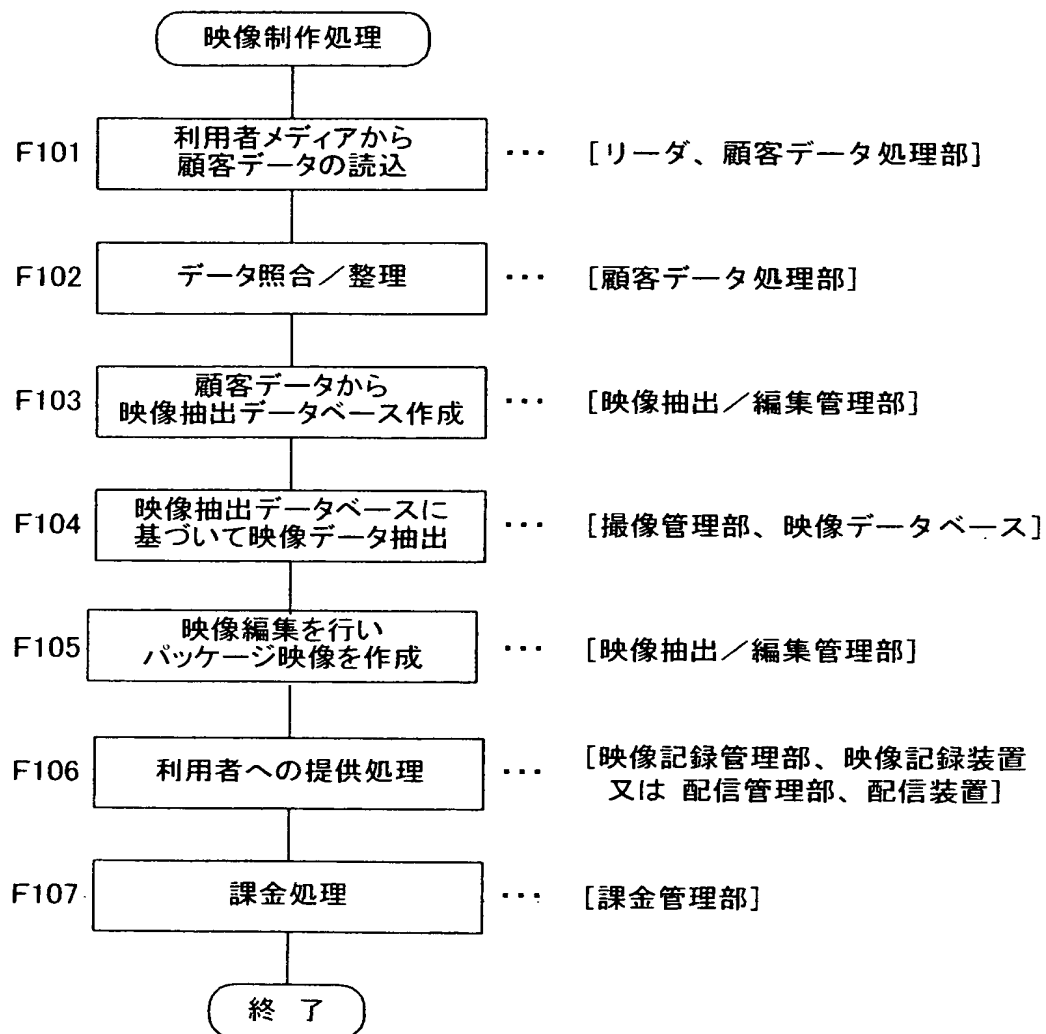 映像制作処理
F101
利用者メディアから
顧客データの読込
･･･ [リーダ、顧客データ処理部]
F102
データ照合／整理
･･･ [顧客データ処理部]
F103
顧客データから
映像抽出データベース作成
･･･ [映像抽出／編集管理部]
F104
映像抽出データベースに
基づいて映像データ抽出
･･･ [撮像管理部、映像データベース]
F105
映像編集を行い
パッケージ映像を作成
･･･ [映像抽出／編集管理部]
F106
利用者への提供処理
･･･ [映像記録管理部、映像記録装置
又は 配信管理部、配信装置]
F107
課金処理
･･･ [課金管理部]
終 了